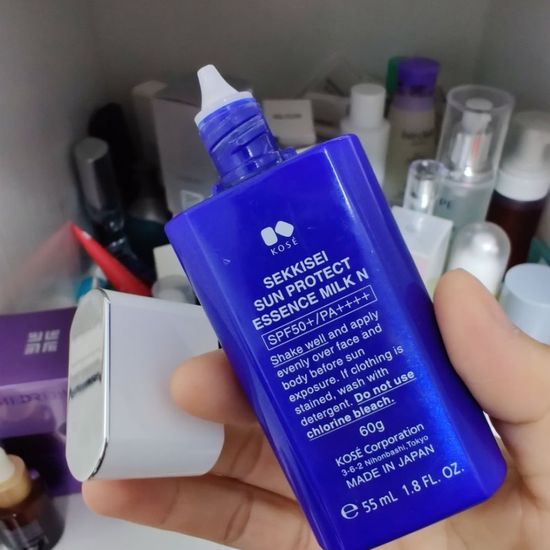 KOSÉ
SEKKISEI
SUN PROTECT
ESSENCE MILK N
SPF50+/PA++++
Shake well and apply
evenly over face and
body before sun
exposure. If clothing is
stained, wash with
detergent. Do not use
chlorine bleach.
60g
KOSÉ Corporation
3-6-2 Nihonbashi,Tokyo
MADE IN JAPAN
e 55 mL 1.8 FL. OZ.